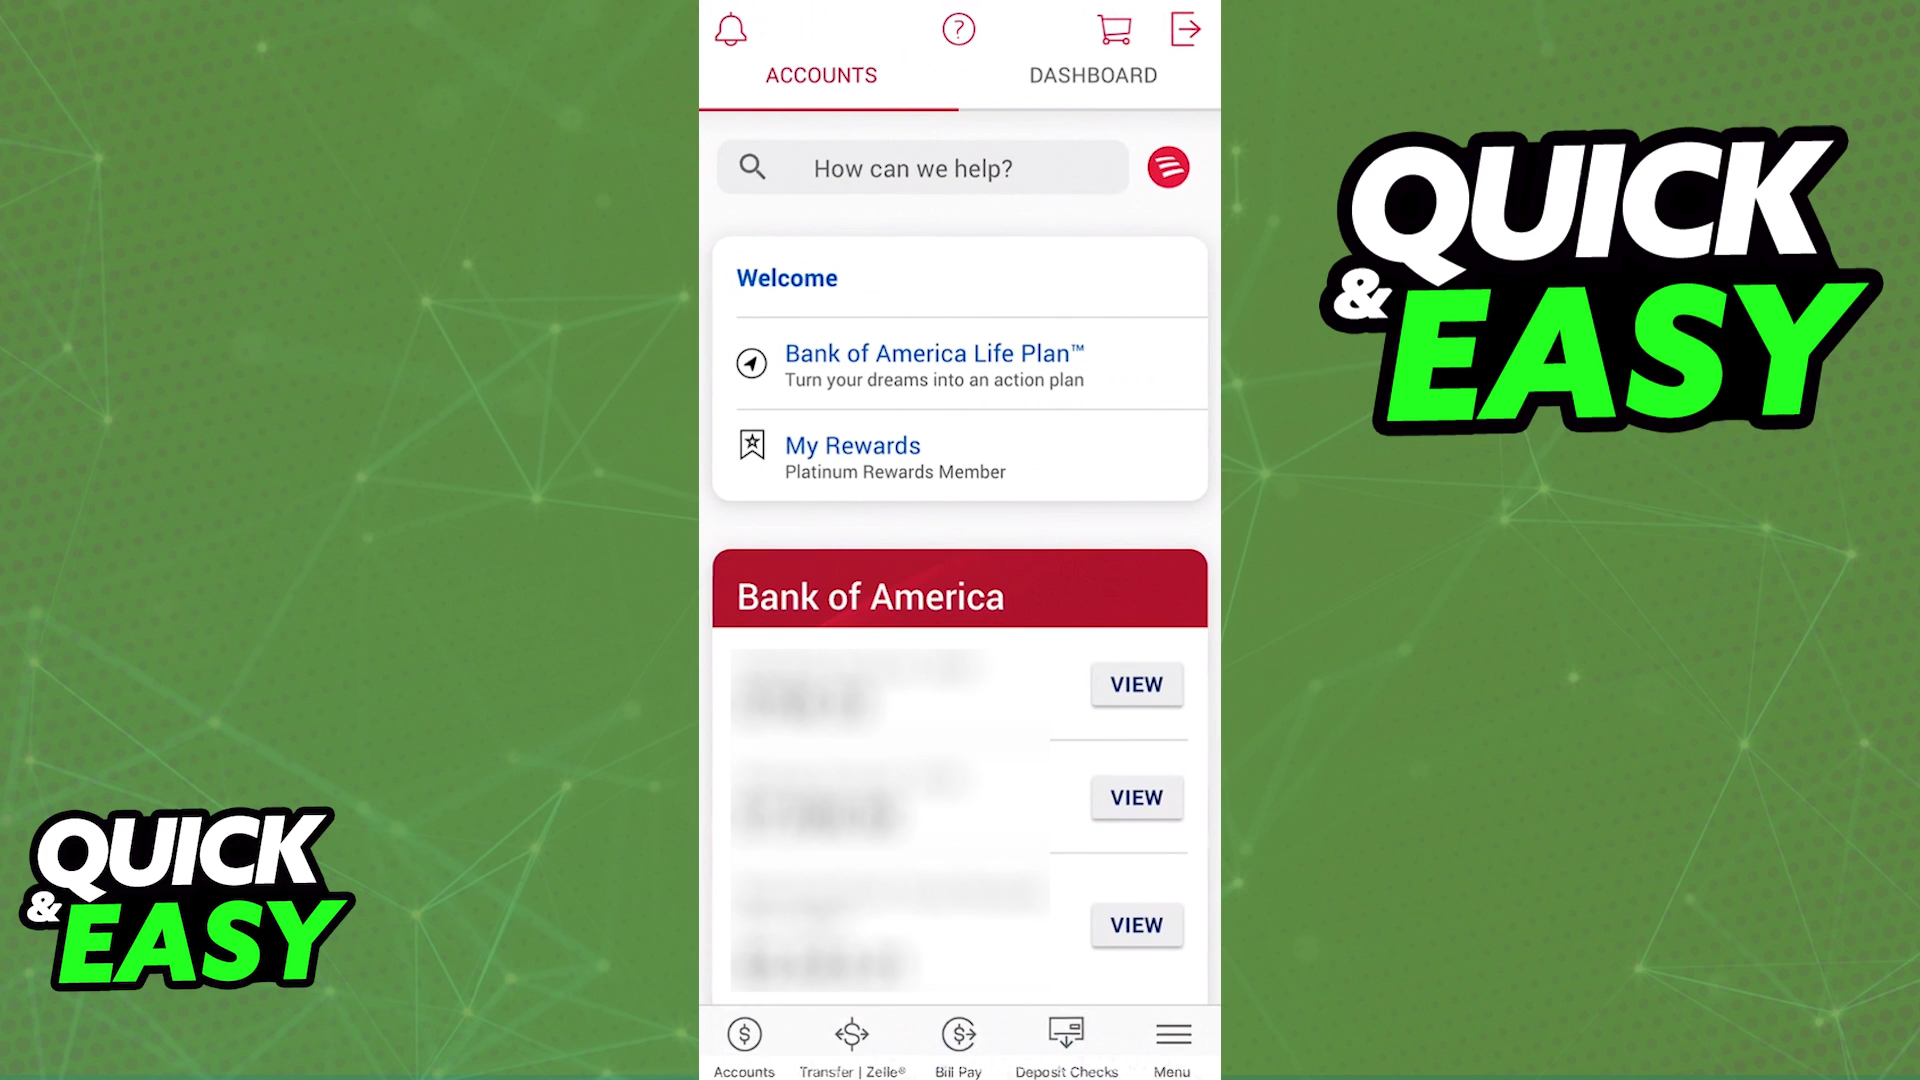 ACCOUNTS
DASHBOARD
How can we help?
Welcome
Bank of America Life Plan™
Turn your dreams into an action plan
My Rewards
Platinum Rewards Member
Bank of America
VIEW
VIEW
VIEW
Accounts
Transfer | Zelle®
Bill Pay
Deposit Checks
Menu
QUICK
& EASY
QUICK
& EASY